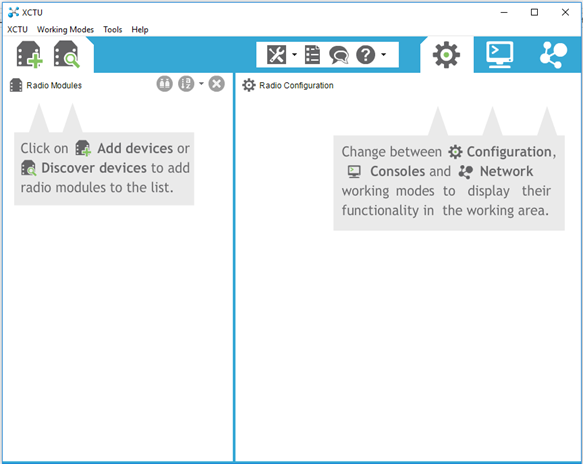 XCTU
XCTU Working Modes Tools Help
Radio Modules
Radio Configuration
Click on Add devices or
Discover devices to add
radio modules to the list.
Change between Configuration,
Consoles and Network
working modes to display their
functionality in the working area.